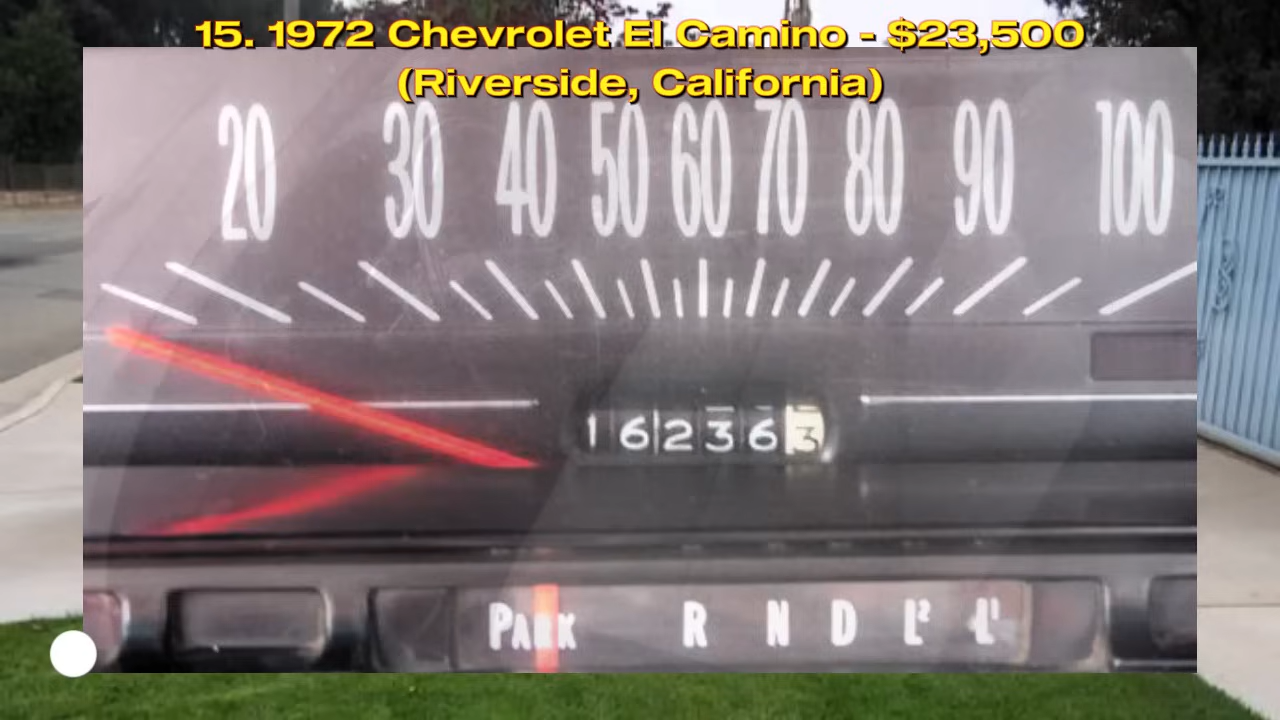 15. 1972 Chevrolet El Camino - $23,500
(Riverside, California)
20 30 40 50 60 70 80 90 100
162363
PARK R N D L² L¹